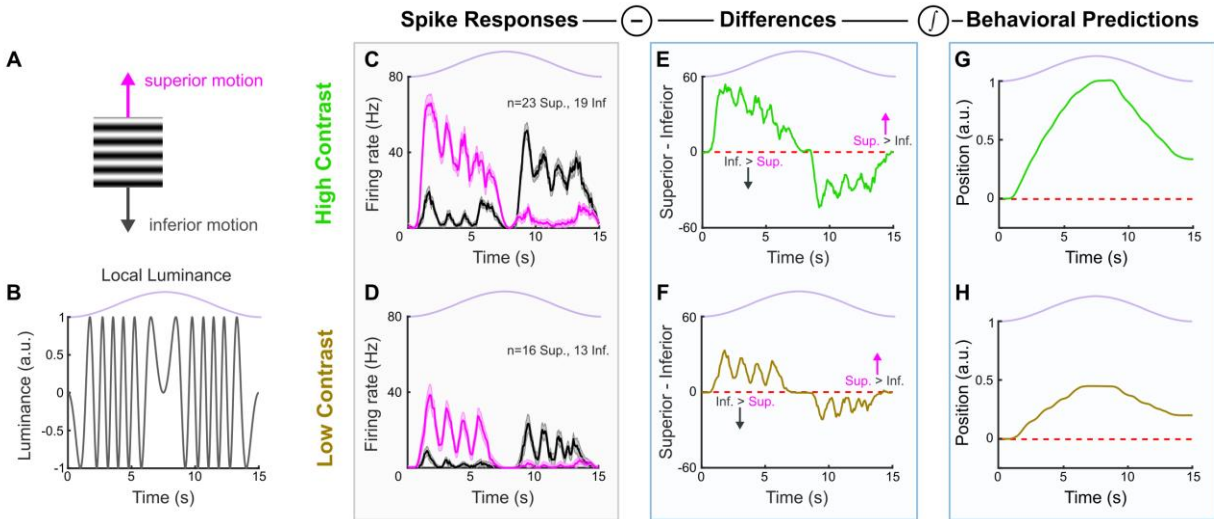 Spike Responses − Differences ∫ Behavioral Predictions
A
superior motion
inferior motion
B
Local Luminance
Luminance (a.u.)
1
0.5
0
-0.5
-1
0 5 10 15
Time (s)
High Contrast
C
80
40
0
Firing rate (Hz)
n=23 Sup., 19 Inf
0 5 10 15
Time (s)
E
60
0
-60
Superior - Inferior
Sup. > Inf.
Inf. > Sup.
0 5 10 15
Time (s)
G
1
0.5
0
Position (a.u.)
0 5 10 15
Time (s)
Low Contrast
D
80
40
0
Firing rate (Hz)
n=16 Sup., 13 Inf.
0 5 10 15
Time (s)
F
60
0
-60
Superior - Inferior
Sup. > Inf.
Inf. > Sup.
0 5 10 15
Time (s)
H
1
0.5
0
Position (a.u.)
0 5 10 15
Time (s)